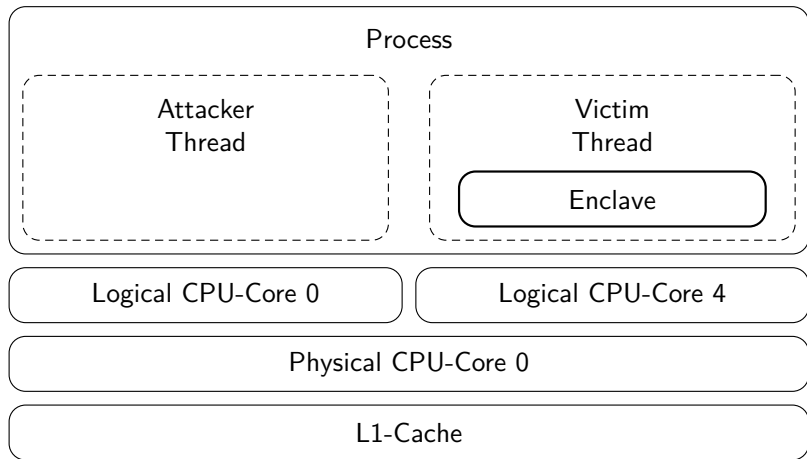 Process
Attacker
Thread
Victim
Thread
Enclave
Logical CPU-Core 0
Logical CPU-Core 4
Physical CPU-Core 0
L1-Cache